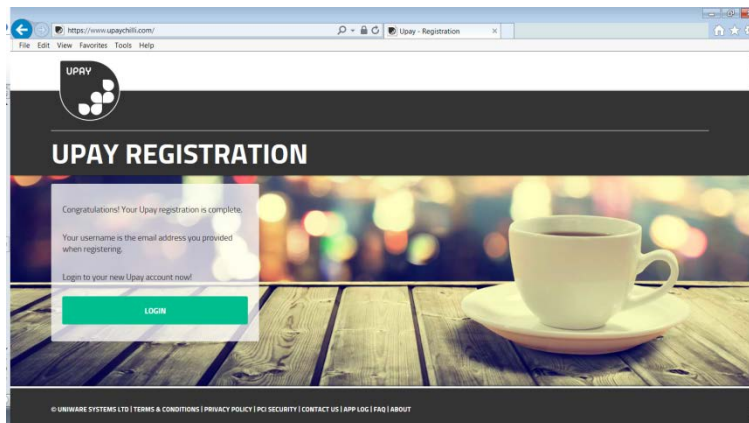 https://www.upaychilli.com/
Upay - Registration
File Edit View Favorites Tools Help
UPAY
UPAY REGISTRATION
Congratulations! Your Upay registration is complete.
Your username is the email address you provided
when registering.
Login to your new Upay account now!
LOGIN
© UNIWARE SYSTEMS LTD | TERMS & CONDITIONS | PRIVACY POLICY | PCI SECURITY | CONTACT US | APP LOG | FAQ | ABOUT